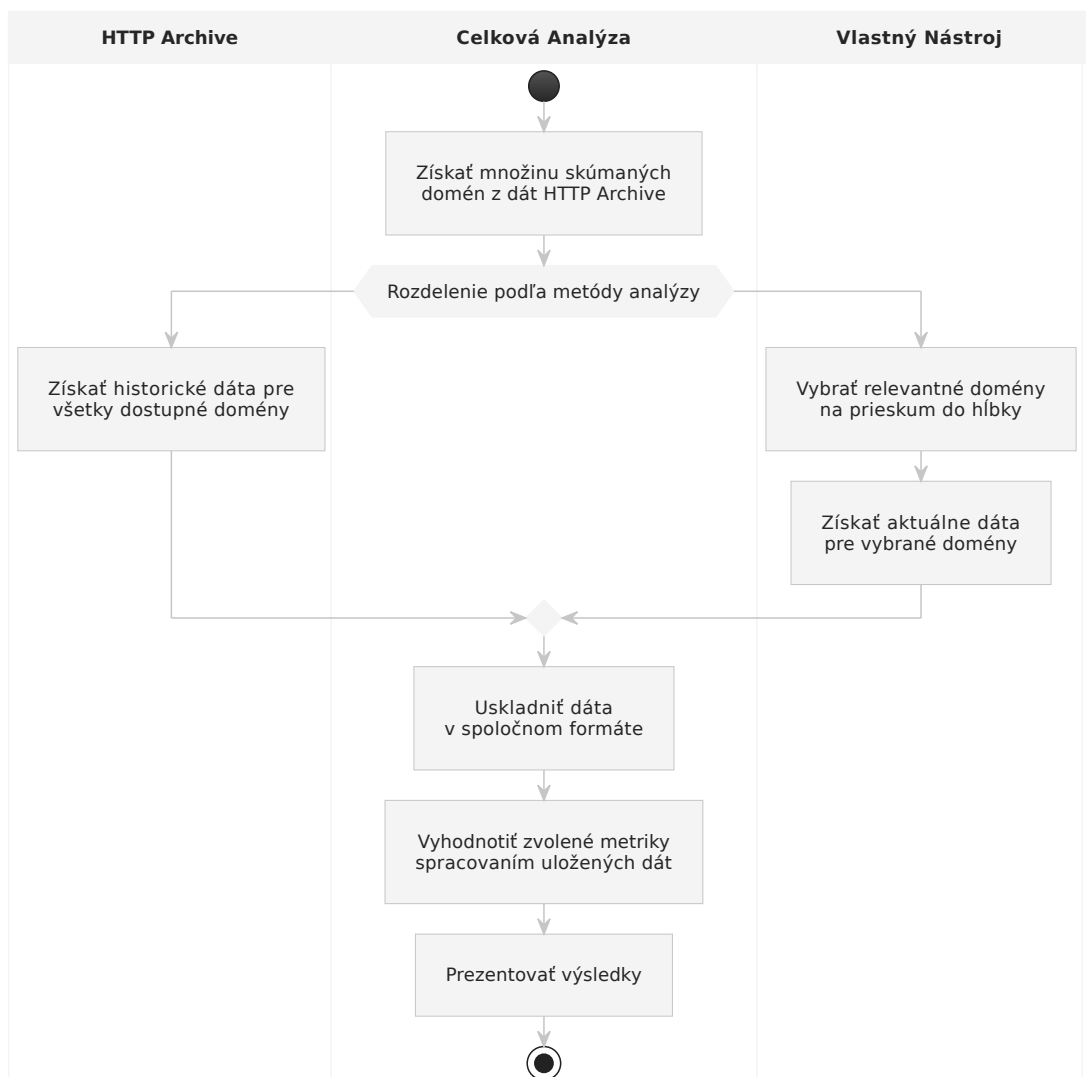 HTTP Archive
Celková Analýza
Vlastný Nástroj
Získať množinu skúmaných
domén z dát HTTP Archive
Rozdelenie podľa metódy analýzy
Získať historické dáta pre
všetky dostupné domény
Vybrať relevantné domény
na prieskum do hĺbky
Získať aktuálne dáta
pre vybrané domény
Uskladniť dáta
v spoločnom formáte
Vyhodnotiť zvolené metriky
spracovaním uložených dát
Prezentovať výsledky